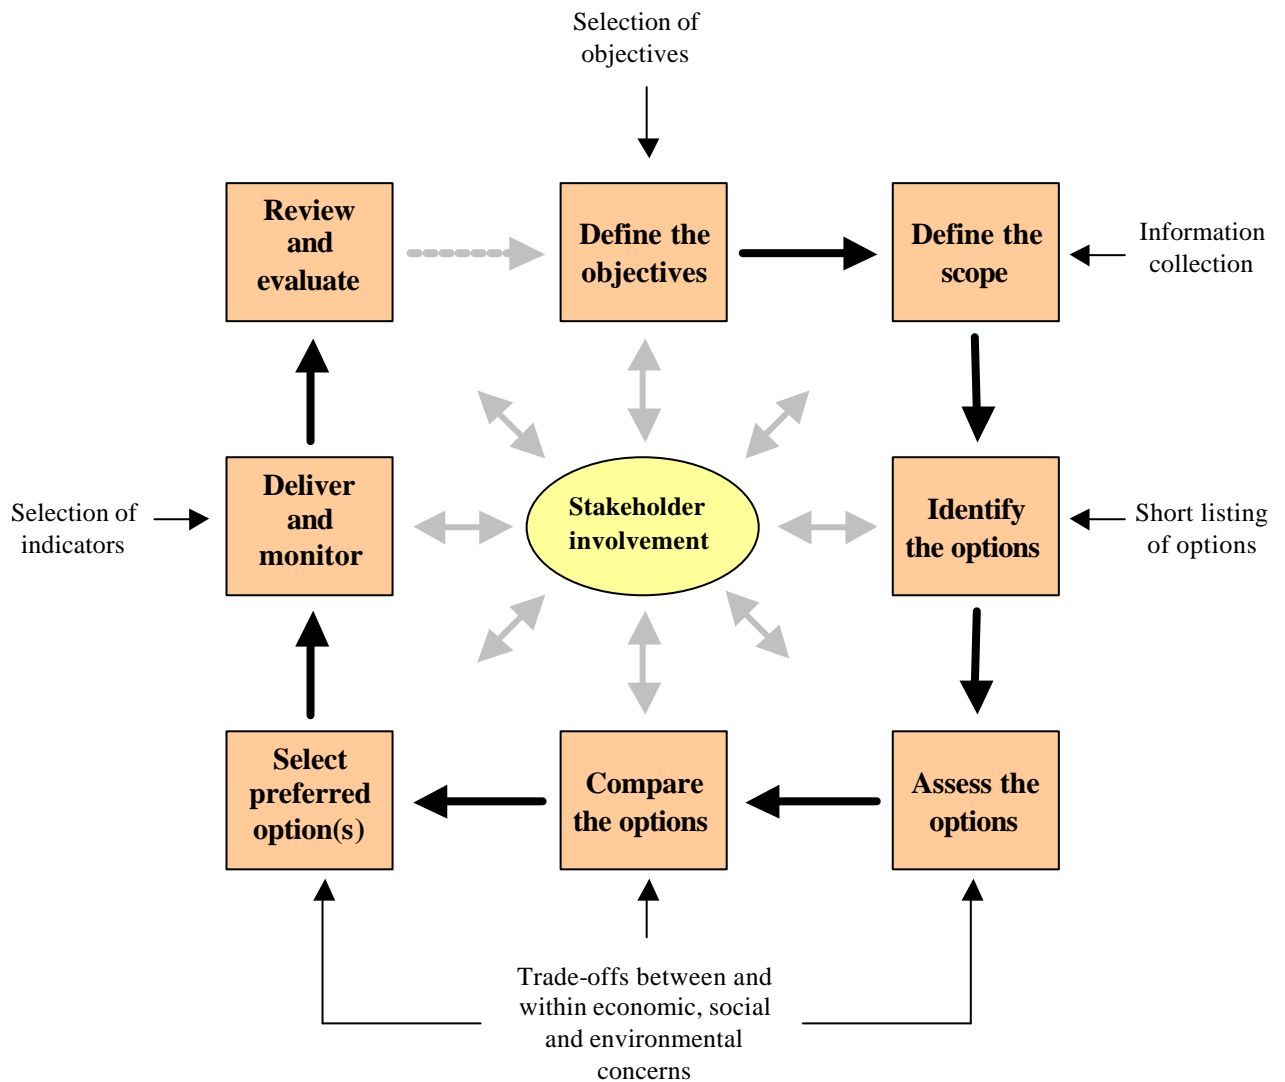 Selection of
objectives
Review
and
evaluate
Define the
objectives
Define the
scope
Information
collection
Selection of
indicators
Deliver
and
monitor
Stakeholder
involvement
Identify
the options
Short listing
of options
Select
preferred
option(s)
Compare
the options
Assess the
options
Trade-offs between and
within economic, social
and environmental
concerns